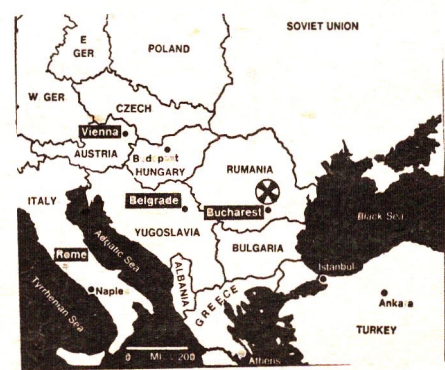 SOVIET UNION
E
GER
POLAND
W GER
CZECH
Vienna
AUSTRIA
HUNGARY
RUMANIA
ITALY
Belgrade
Bucharest
Black Sea
YUGOSLAVIA
Adriatic Sea
BULGARIA
Rome
ALBANIA
Istanbul
Naple
GREECE
Tyrrhenian Sea
TURKEY
0 200
Athens